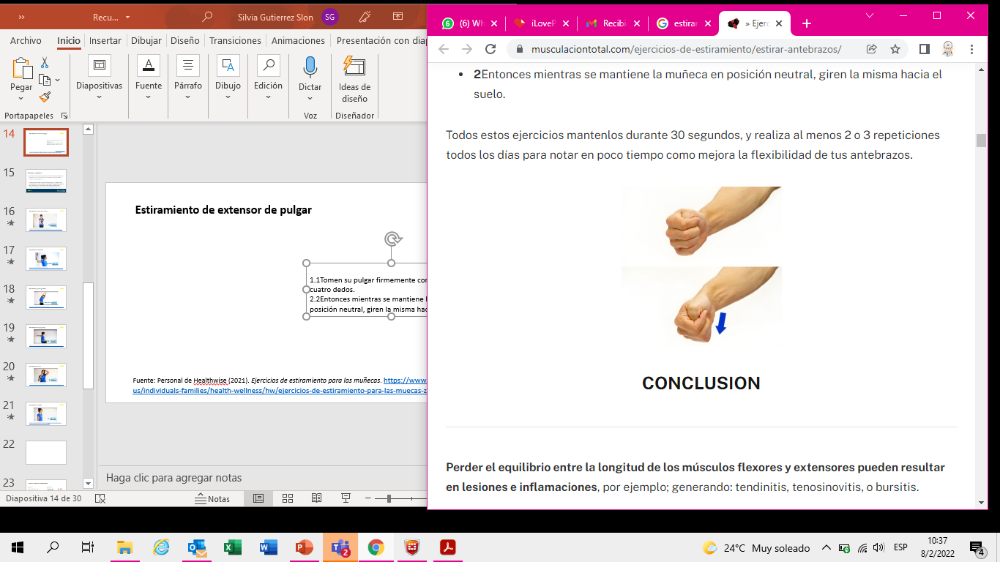 Recu...
Silvia Gutierrez Slon
SG
Archivo
Inicio
Insertar
Dibujar
Diseño
Transiciones
Animaciones
Presentación con diap
Pegar
Diapositivas
Fuente
Párrafo
Dibujo
Edición
Dictar
Ideas de
diseño
Portapapeles
Voz
Diseñador
14
15
16
17
18
19
20
21
22
23
Estiramiento de extensor de pulgar
1.1Tomen su pulgar firmemente con
cuatro dedos.
2.2Entonces mientras se mantiene l
posición neutral, giren la misma hac
Fuente: Personal de Healthwise (2021). Ejercicios de estiramiento para las muñecas. https://www.
us/individuals-families/health-wellness/hw/ejercicios-de-estiramiento-para-las-muecas-z
Haga clic para agregar notas
Diapositiva 14 de 30
Notas
6
(6) Wh
iLoveP
Recibi
estirar
» Ejerc
musculaciontotal.com/ejercicios-de-estiramiento/estirar-antebrazos/
2Entonces mientras se mantiene la muñeca en posición neutral, giren la misma hacia el
suelo.
Todos estos ejercicios mantenlos durante 30 segundos, y realiza al menos 2 o 3 repeticiones
todos los días para notar en poco tiempo como mejora la flexibilidad de tus antebrazos.
CONCLUSION
Perder el equilibrio entre la longitud de los músculos flexores y extensores pueden resultar
en lesiones e inflamaciones, por ejemplo; generando: tendinitis, tenosinovitis, o bursitis.
2
24°C Muy soleado
ESP
10:37
8/2/2022
4